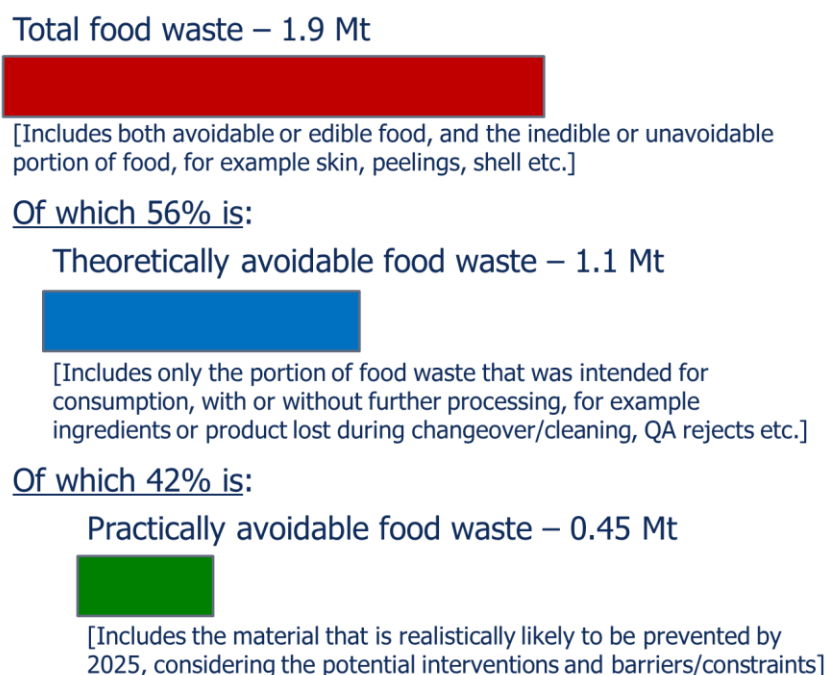 Total food waste – 1.9 Mt
[Includes both avoidable or edible food, and the inedible or unavoidable
portion of food, for example skin, peelings, shell etc.]
Of which 56% is:
Theoretically avoidable food waste – 1.1 Mt
[Includes only the portion of food waste that was intended for
consumption, with or without further processing, for example
ingredients or product lost during changeover/cleaning, QA rejects etc.]
Of which 42% is:
Practically avoidable food waste – 0.45 Mt
[Includes the material that is realistically likely to be prevented by
2025, considering the potential interventions and barriers/constraints]